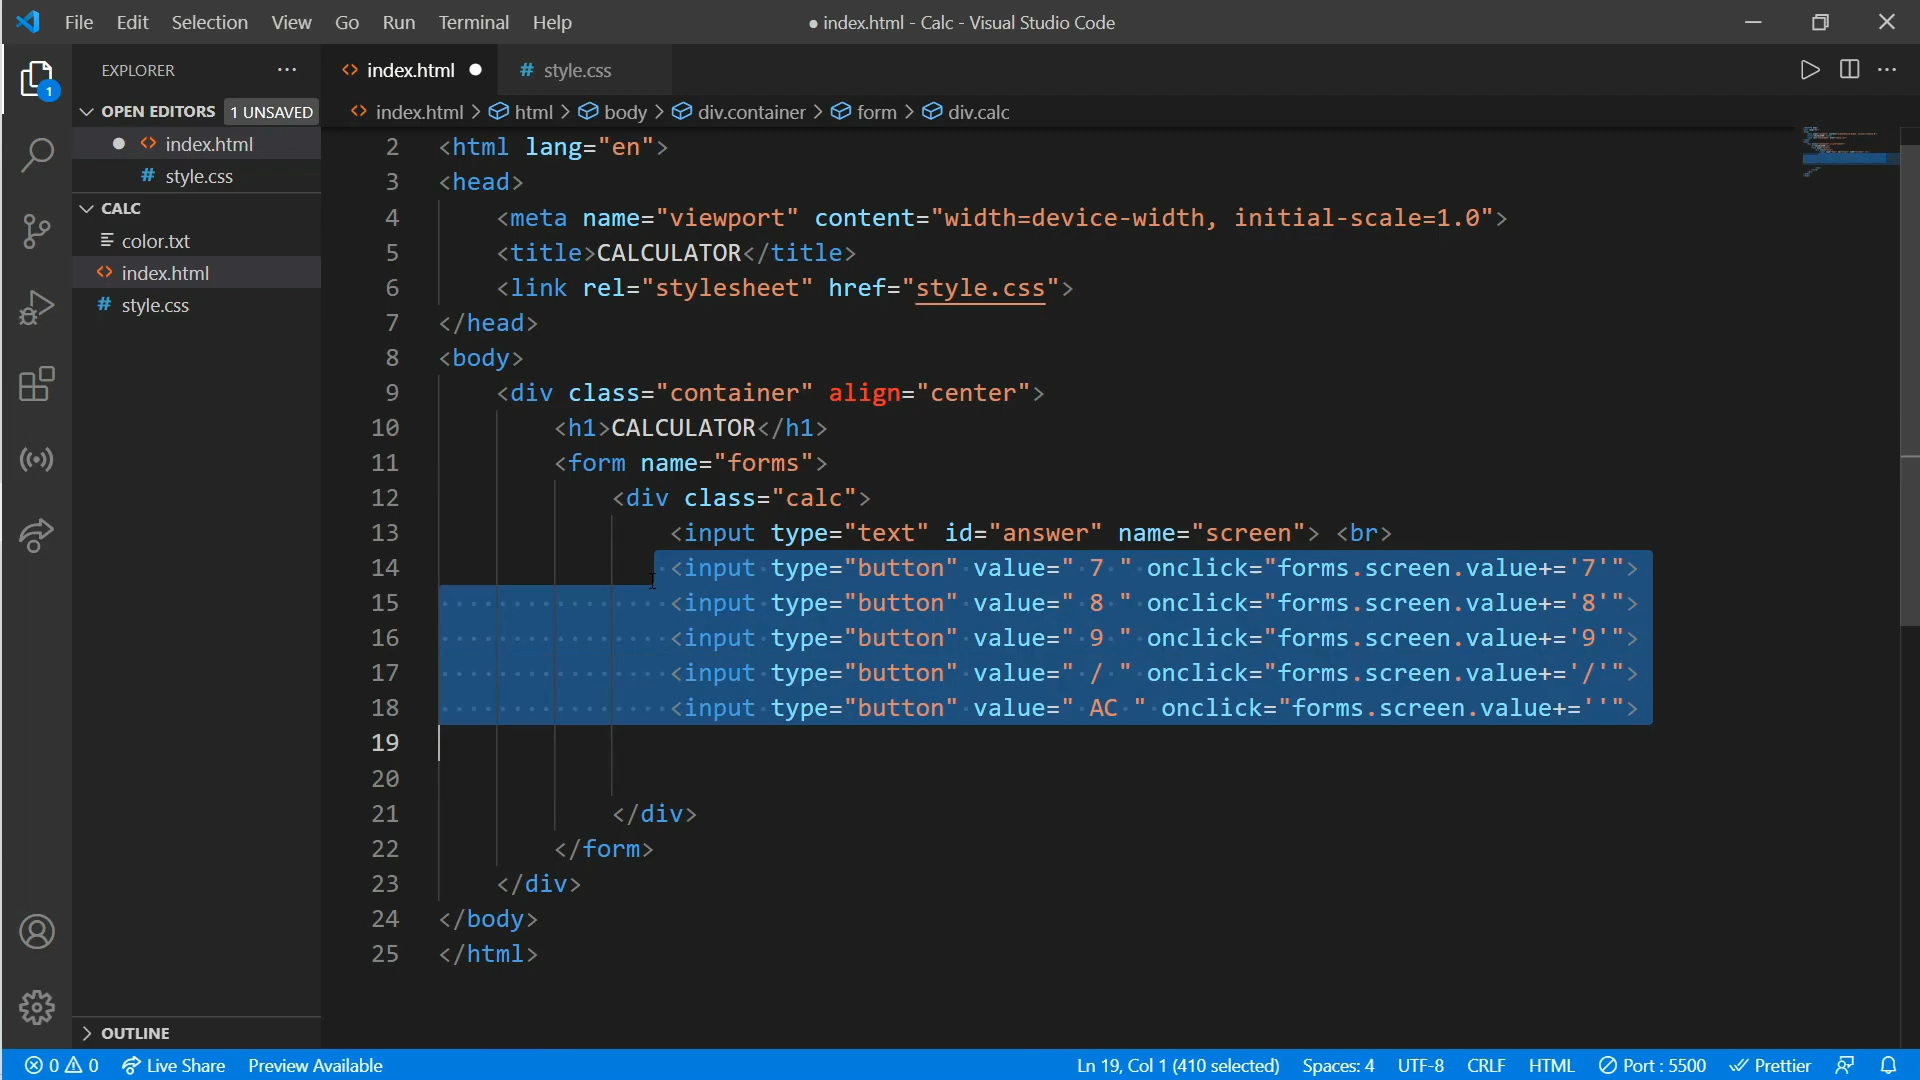 File Edit Selection View Go Run Terminal Help ● index.html - Calc - Visual Studio Code
EXPLORER ···
index.html ●
# style.css
OPEN EDITORS 1 UNSAVED
● index.html
# style.css
CALC
color.txt
index.html
# style.css
OUTLINE
1
index.html > html > body > div.container > form > div.calc
2 <html lang="en">
3 <head>
4 <meta name="viewport" content="width=device-width, initial-scale=1.0">
5 <title>CALCULATOR</title>
6 <link rel="stylesheet" href="style.css">
7 </head>
8 <body>
9 <div class="container" align="center">
10 <h1>CALCULATOR</h1>
11 <form name="forms">
12 <div class="calc">
13 <input type="text" id="answer" name="screen"> <br>
14 <input type="button" value=" 7 " onclick="forms.screen.value+='7'">
15 <input type="button" value=" 8 " onclick="forms.screen.value+='8'">
16 <input type="button" value=" 9 " onclick="forms.screen.value+='9'">
17 <input type="button" value=" / " onclick="forms.screen.value+='/'">
18 <input type="button" value=" AC " onclick="forms.screen.value+=''">
19
20
21 </div>
22 </form>
23 </div>
24 </body>
25 </html>
0 0 Live Share Preview Available Ln 19, Col 1 (410 selected) Spaces: 4 UTF-8 CRLF HTML Port : 5500 Prettier